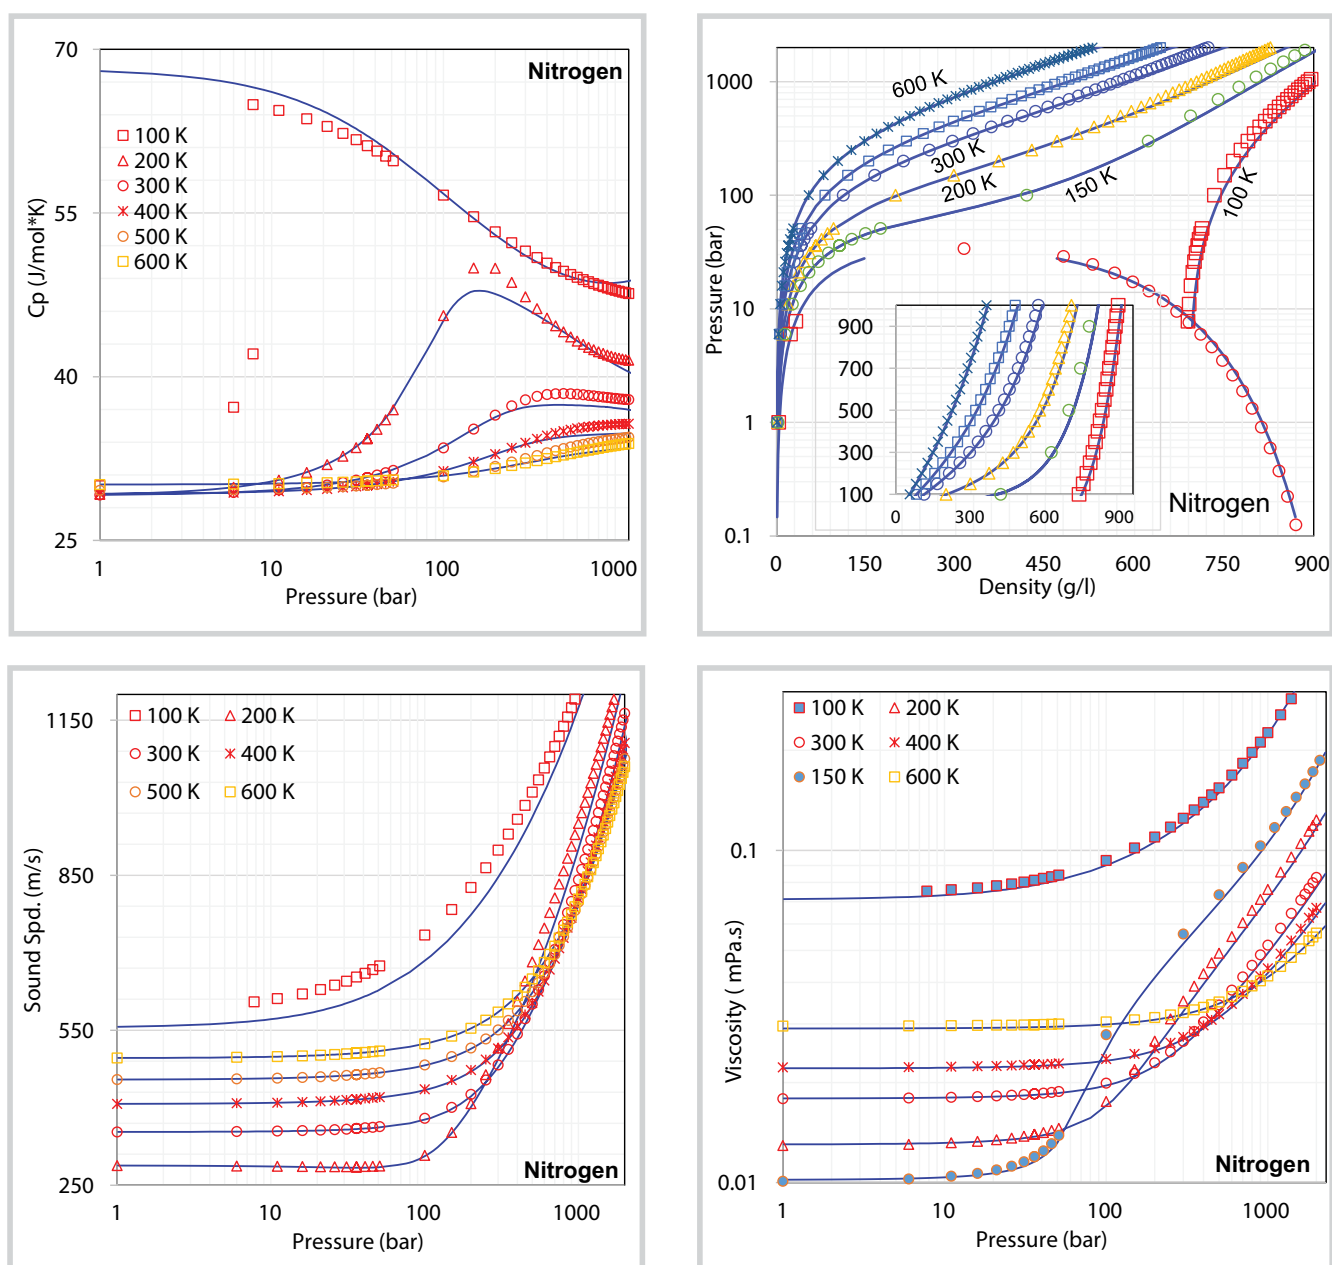 70
Nitrogen
100 K
200 K
300 K
400 K
500 K
600 K
55
40
25
Cp (J/mol*K)
1
10
100
1000
Pressure (bar)
1000
100
10
1
0.1
Pressure (bar)
600 K
300 K
200 K
150 K
100 K
900
700
500
300
100
0
300
600
900
Nitrogen
0
150
300
450
600
750
900
Density (g/l)
1150
850
550
250
Sound Spd. (m/s)
100 K
200 K
300 K
400 K
500 K
600 K
Nitrogen
1
10
100
1000
Pressure (bar)
0.1
0.01
Viscosity ( mPa.s)
100 K
200 K
300 K
400 K
150 K
600 K
Nitrogen
1
10
100
1000
Pressure (bar)